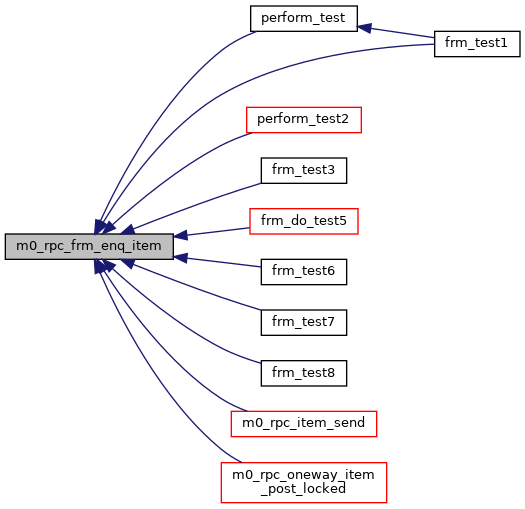 perform_test
frm_test1
perform_test2
frm_test3
frm_do_test5
m0_rpc_frm_enq_item
frm_test6
frm_test7
frm_test8
m0_rpc_item_send
m0_rpc_oneway_item
_post_locked